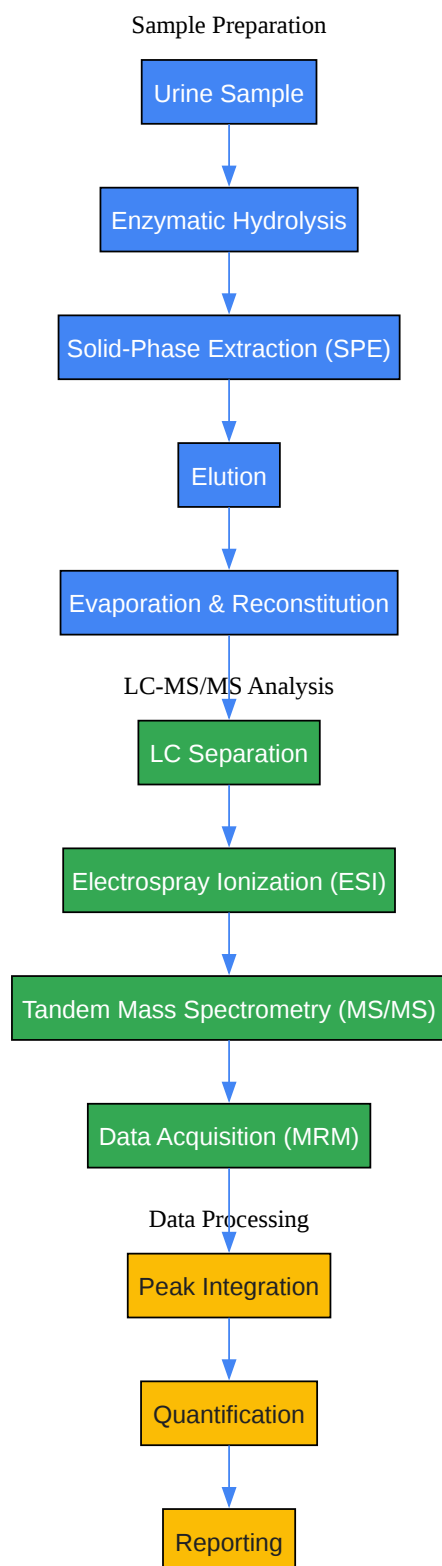 Sample Preparation
Urine Sample
Enzymatic Hydrolysis
Solid-Phase Extraction (SPE)
Elution
Evaporation & Reconstitution
LC-MS/MS Analysis
LC Separation
Electrospray Ionization (ESI)
Tandem Mass Spectrometry (MS/MS)
Data Acquisition (MRM)
Data Processing
Peak Integration
Quantification
Reporting